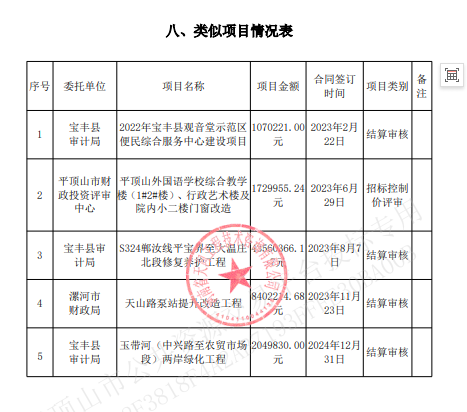 八、类似项目情况表
序号 委托单位 项目名称 项目金额 合同签订时间 项目类别 备注
1 宝丰县审计局 2022年宝丰县观音堂示范区便民综合服务中心建设项目 1070221.00元 2023年2月22日 结算审核
2 平顶山市财政投资评审中心 平顶山外国语学校综合教学楼（1#2#楼）、行政艺术楼及院内小二楼门窗改造 1729955.24元 2023年6月29日 招标控制价评审
3 宝丰县审计局 S324郸汝线平宝界至大温庄北段修复养护工程 2023年8月7日 结算审核
4 漯河市财政局 天山路泵站提升改造工程 2023年11月23日 结算审核
5 宝丰县审计局 玉带河（中兴路至农贸市场段）两岸绿化工程 2049830.00元 2024年12月31日 结算审核